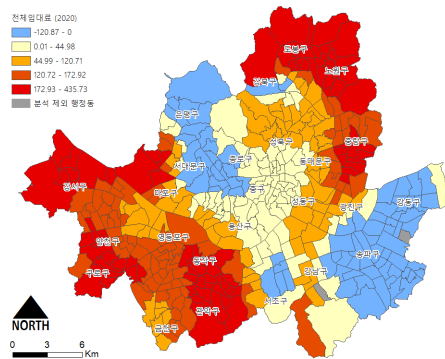 전체임대료 (2020)
-120.87 - 0
0.01 - 44.98
44.99 - 120.71
120.72 - 172.92
172.93 - 435.73
분석 제외 행정동
도봉구
노원구
강북구
은평구
성북구
중랑구
종로구
동대문구
서대문구
강서구
마포구
중구
성동구
광진구
강동구
용산구
양천구
영등포구
송파구
동작구
구로구
강남구
서초구
관악구
금천구
NORTH
0 3 6
Km